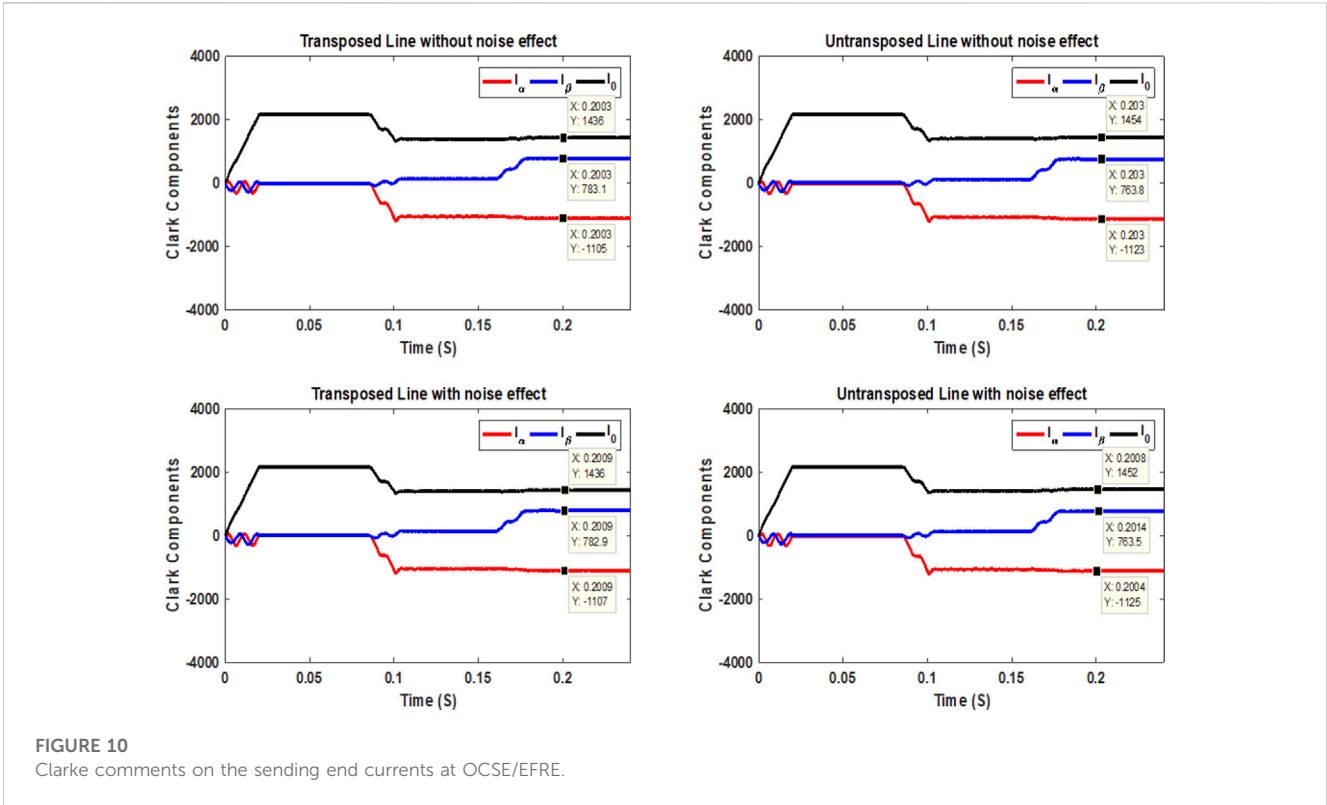 Transposed Line without noise effect
Clark Components
4000
2000
0
-2000
-4000
I α I β I 0
X: 0.2003
Y: 1436
X: 0.2003
Y: 783.1
X: 0.2003
Y: -1105
0 0.05 0.1 0.15 0.2
Time (S)
Untransposed Line without noise effect
Clark Components
4000
2000
0
-2000
-4000
I α I β I 0
X: 0.203
Y: 1454
X: 0.203
Y: 763.8
X: 0.203
Y: -1123
0 0.05 0.1 0.15 0.2
Time (S)
Transposed Line with noise effect
Clark Components
4000
2000
0
-2000
-4000
I α I β I 0
X: 0.2009
Y: 1436
X: 0.2009
Y: 782.9
X: 0.2009
Y: -1107
0 0.05 0.1 0.15 0.2
Time (S)
Untransposed Line with noise effect
Clark Components
4000
2000
0
-2000
-4000
I α I β I 0
X: 0.2008
Y: 1452
X: 0.2014
Y: 763.5
X: 0.2004
Y: -1125
0 0.05 0.1 0.15 0.2
Time (S)
FIGURE 10
Clarke comments on the sending end currents at OCSE/EFRE.